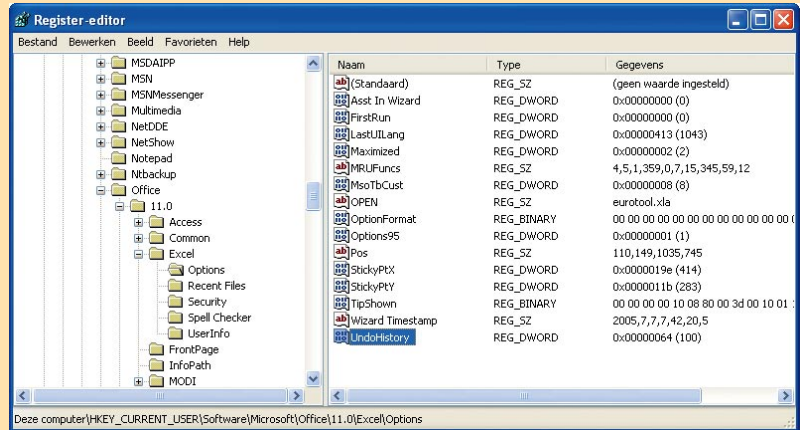 Register-editor
Bestand Bewerken Beeld Favorieten Help
MSDAIPP
MSN
MSNMessenger
Multimedia
NetDDE
NetShow
Notepad
Ntbackup
Office
11.0
Access
Common
Excel
Options
Recent Files
Security
Spell Checker
UserInfo
FrontPage
InfoPath
MODI
Naam Type Gegevens
(Standaard) REG_SZ (geen waarde ingesteld)
Asst In Wizard REG_DWORD 0x00000000 (0)
FirstRun REG_DWORD 0x00000000 (0)
LastUILang REG_DWORD 0x00000413 (1043)
Maximized REG_DWORD 0x00000002 (2)
MRUFuncs REG_SZ 4,5,1,359,0,7,15,345,59,12
MsoTbCust REG_DWORD 0x00000008 (8)
OPEN REG_SZ eurotool.xla
OptionFormat REG_BINARY 00 00 00 00 00 00 00 00 00 00 00 0
Options95 REG_DWORD 0x00000001 (1)
Pos REG_SZ 110,149,1035,745
StickyPtX REG_DWORD 0x0000019e (414)
StickyPtY REG_DWORD 0x0000011b (283)
TipShown REG_BINARY 00 00 00 00 10 08 80 00 3d 00 10 01
Wizard Timestamp REG_SZ 2005,7,7,7,42,20,5
UndoHistory REG_DWORD 0x00000064 (100)
Deze computer\HKEY_CURRENT_USER\Software\Microsoft\Office\11.0\Excel\Options